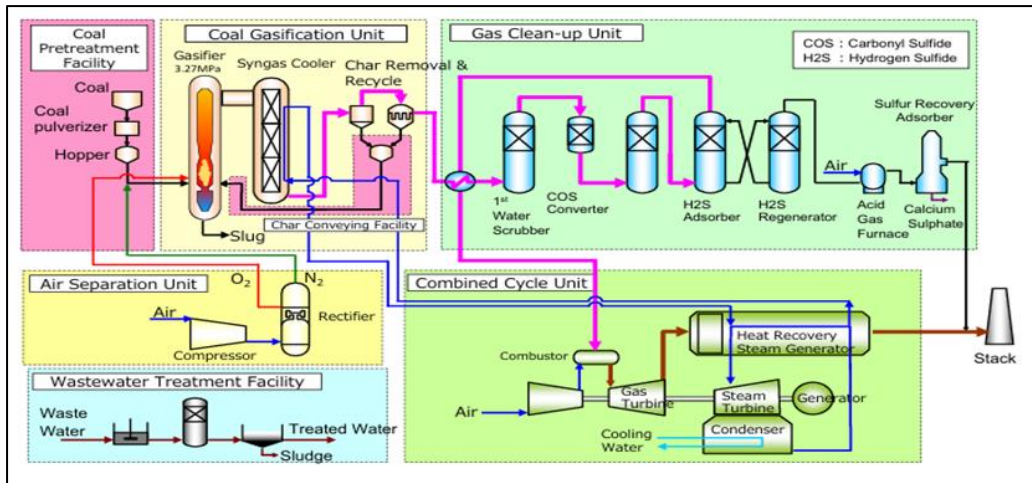 Coal
Pretreatment
Facility
Coal
Coal
pulverizer
Hopper
Coal Gasification Unit
Gasifier
3.27MPa
Syngas Cooler
Char Removal &
Recycle
Slug
Char Conveying Facility
Gas Clean-up Unit
COS : Carbonyl Sulfide
H2S : Hydrogen Sulfide
Sulfur Recovery
Adsorber
1st
Water
Scrubber
COS
Converter
H2S
Adsorber
H2S
Regenerator
Air
Acid
Gas
Furnace
Calcium
Sulphate
Air Separation Unit
O2
N2
Air
Rectifier
Compressor
Combined Cycle Unit
Combustor
Heat Recovery
Steam Generator
Stack
Air
Gas
Turbine
Steam
Turbine
Generator
Condenser
Cooling
Water
Wastewater Treatment Facility
Waste
Water
Treated Water
Sludge